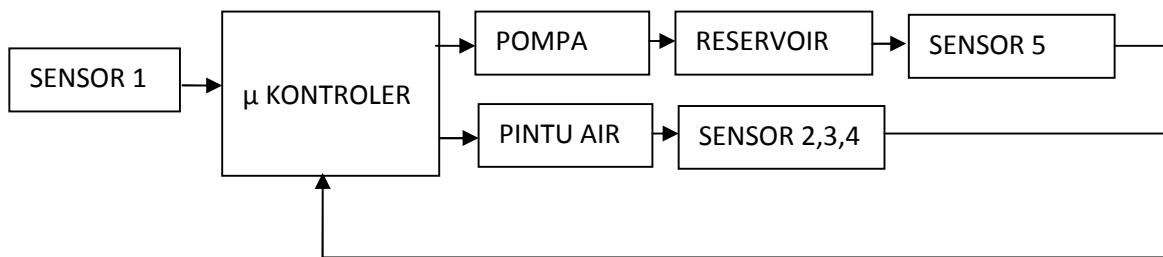 SENSOR 1
µ KONTROLER
POMPA
RESERVOIR
SENSOR 5
PINTU AIR
SENSOR 2,3,4